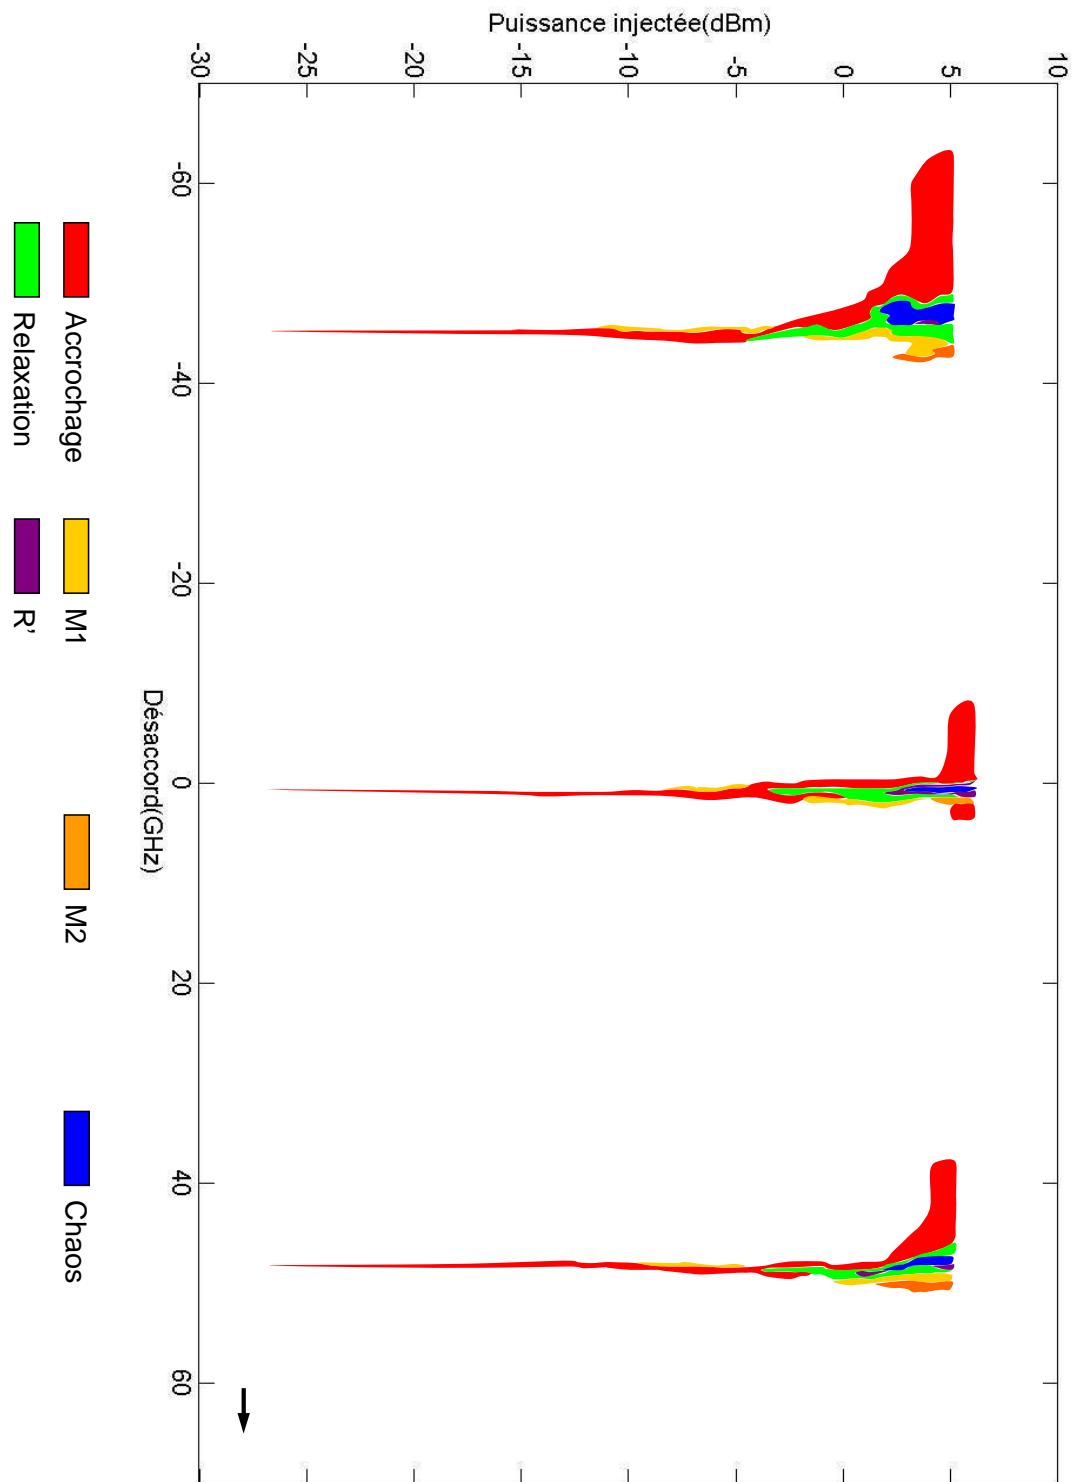 Puissance injectée(dBm)
10
5
0
-5
-10
-15
-20
-25
-30
-60
-40
-20
0
20
40
60
Désaccord(GHz)
Accrochage
M1
M2
Chaos
Relaxation
R’